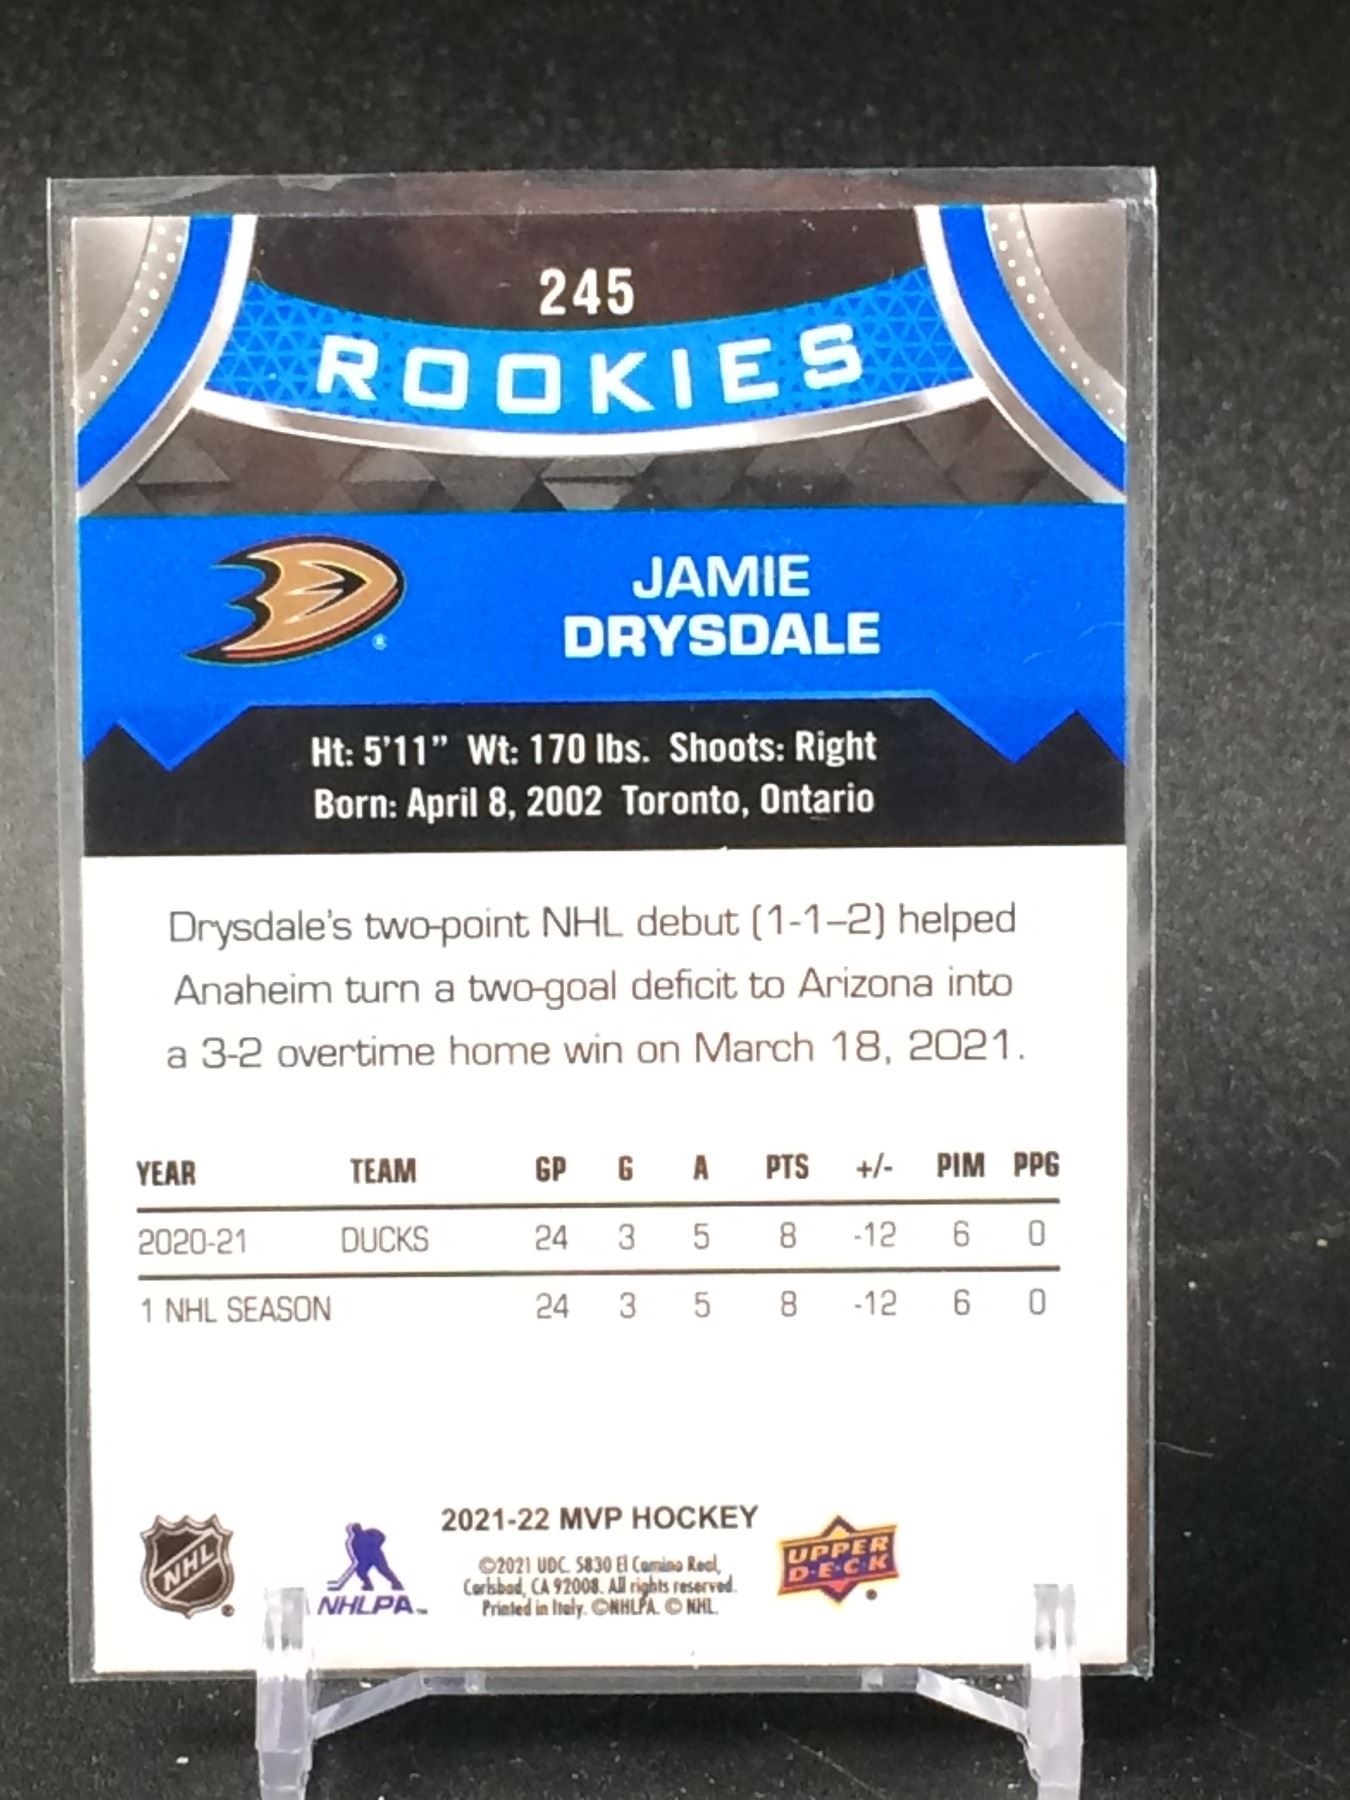 245
ROOKIES
JAMIE
DRYSDALE
Ht: 5'11" Wt: 170 lbs. Shoots: Right
Born: April 8, 2002 Toronto, Ontario
Drysdale's two-point NHL debut (1-1–2) helped
Anaheim turn a two-goal deficit to Arizona into
a 3-2 overtime home win on March 18, 2021.
YEAR TEAM GP G A PTS +/- PIM PPG
2020-21 DUCKS 24 3 5 8 -12 6 0
1 NHL SEASON 24 3 5 8 -12 6 0
2021-22 MVP HOCKEY
©2021 UDC. 5830 El Camino Real,
Carlsbad, CA 92008. All rights reserved.
Printed in Italy. ©NHLPA. © NHL.
NHL
NHLPA™
UPPER
D·E·C·K